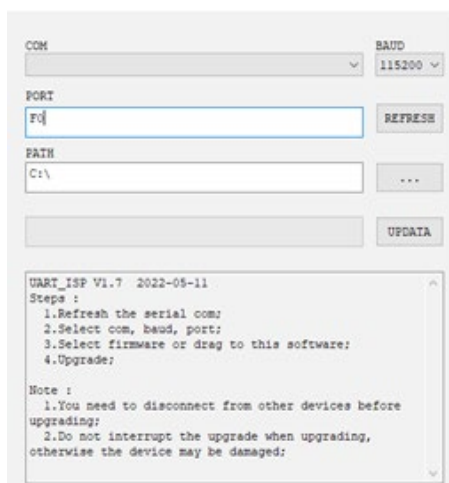 COM
BAUD
115200
PORT
F0
REFRESH
PATH
C:\
...
UPDATA
UART_ISP V1.7  2022-05-11
Steps :
1.Refresh the serial com;
2.Select com, baud, port;
3.Select firmware or drag to this software;
4.Upgrade;
Note :
1.You need to disconnect from other devices before
upgrading;
2.Do not interrupt the upgrade when upgrading,
otherwise the device may be damaged;